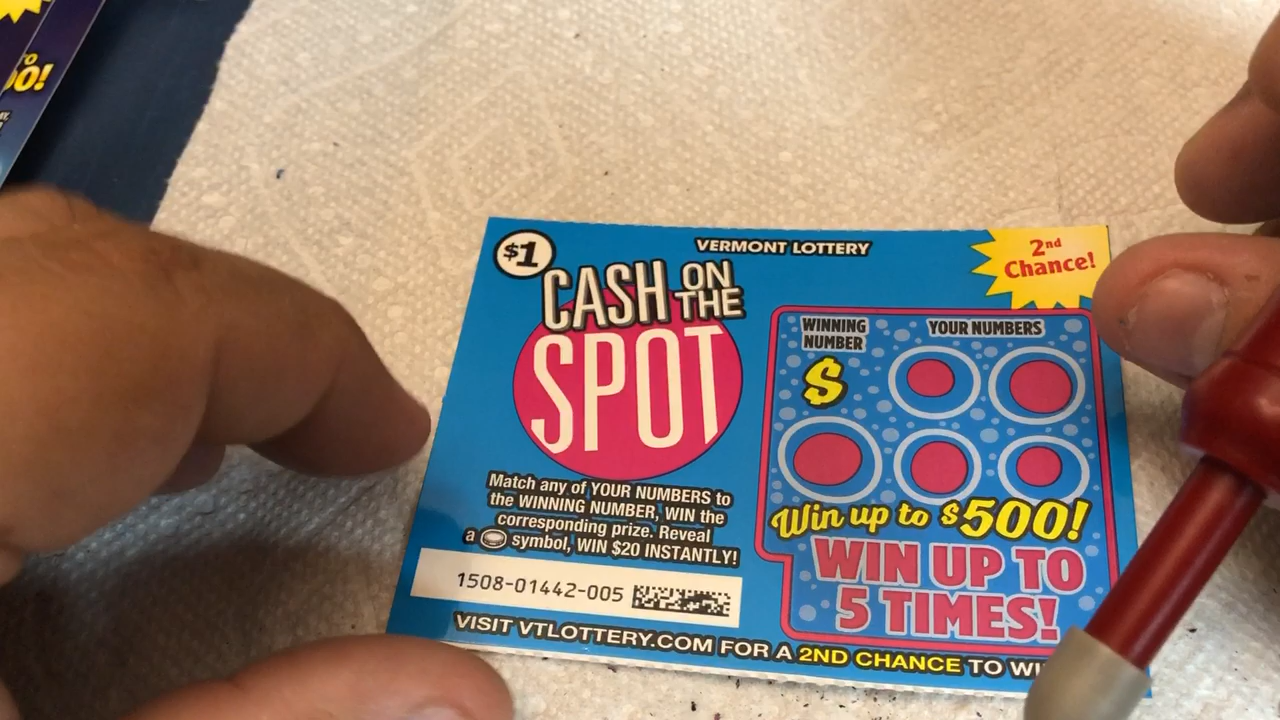 00!
$1
VERMONT LOTTERY
2nd
Chance!
CASH ON
THE
SPOT
WINNING
NUMBER
YOUR NUMBERS
$
Match any of YOUR NUMBERS to
the WINNING NUMBER, WIN the
corresponding prize. Reveal
a symbol, WIN $20 INSTANTLY!
Win up to $500!
WIN UP TO
5 TIMES!
1508-01442-005
VISIT VTLOTTERY.COM FOR A 2ND CHANCE TO